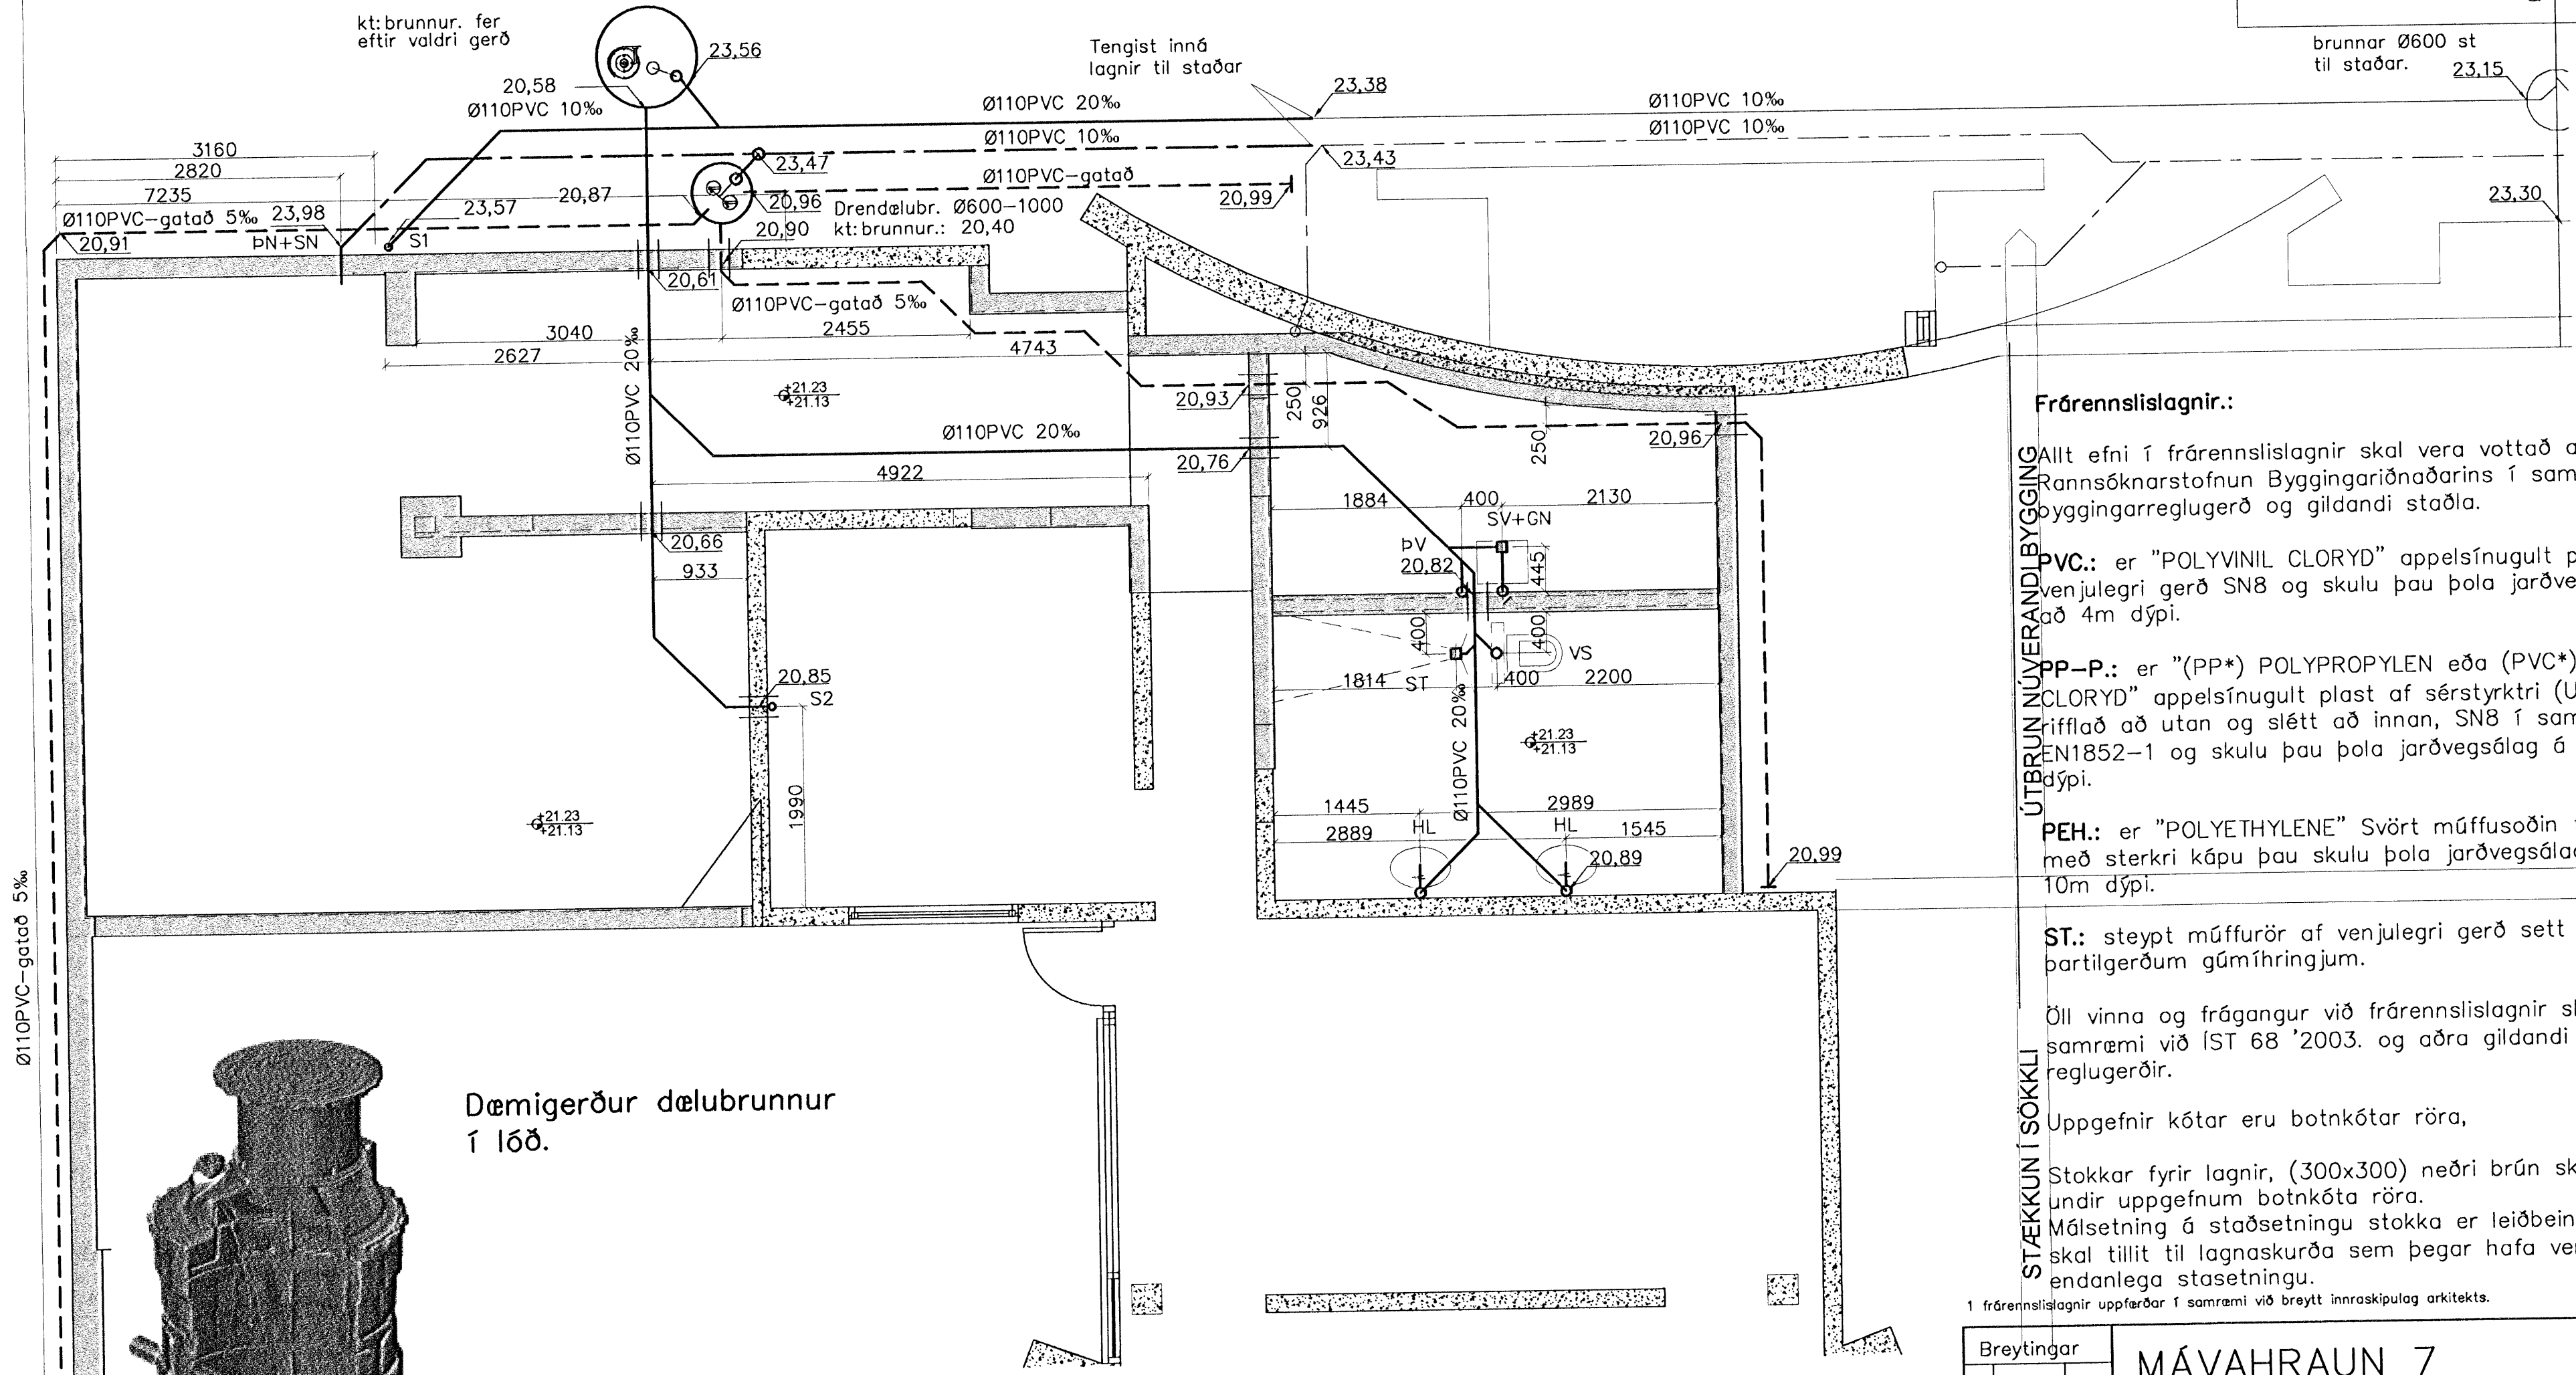 kt: brunnur. fer
eftir valdri gerð
23,56
20,58
Ø110PVC 10‰
Tengist inná
lagnir til staðar
Ø110PVC 20‰
23,38
Ø110PVC 10‰
Ø110PVC 10‰
Ø110PVC 10‰
brunnar Ø600 st
til staðar.
23,15
3160
2820
7235
23,47
23,43
Ø110PVC-gatað
20,87
20,96
20,99
Drendælubr. Ø600-1000
kt: brunnur.: 20,40
20,90
23,30
Ø110PVC-gatað 5‰
23,98
23,57
20,91
ÞN+SN
S1
20,61
Ø110PVC-gatað 5‰
3040
2455
2627
4743
Ø110PVC 20‰
+21.23
+21.13
20,93
250
926
250
20,96
Ø110PVC 20‰
20,76
4922
1884
400
2130
SV+GN
ÞV
20,82
445
20,66
933
400
400
VS
1814
ST
400
2200
20,85
S2
Ø110PVC 20‰
+21.23
+21.13
1990
+21.23
+21.13
1445
2989
2889
HL
HL
1545
20,89
20,99
Ø110PVC-gatað 5‰
Dæmigerður dælubrunnur
í lóð.
ÚTBRUN NÚVERANDI BYGGING
STÆKKUN Í SÖKKLI
Frárennslislagnir.:
Allt efni í frárennslislagnir skal vera vottað
Rannsóknarstofnun Byggingariðnaðarins í
byggingarreglugerð og gildandi staðla.
PVC.: er "POLYVINIL CLORYD" appelsínugult
venjulegri gerð SN8 og skulu þau þola
að 4m dýpi.
PP-P.: er "(PP*) POLYPROPYLEN eða (PVC*)
CLORYD" appelsínugult plast af sérstyrktri
rifflað að utan og slétt að innan, SN8 í
EN1852-1 og skulu þau þola jarðvegsálag á
dýpi.
PEH.: er "POLYETHYLENE" Svört múffusoðin
með sterkri kápu þau skulu þola
10m dýpi.
ST.: steypt múffurör af venjulegri gerð sett
þartilgerðum gúmíhringjum.
Öll vinna og frágangur við frárennslislagnir
samræmi við ÍST 68 '2003. og aðra gildandi
reglugerðir.
Uppgefnir kótar eru botnkótar röra,
Stokkar fyrir lagnir, (300x300) neðri brún
undir uppgefnum botnkóta röra.
Málsetning á staðsetningu stokka er
skal tillit til lagnaskurða sem þegar hafa
endanlega stasetningu.
1 frárennslislagnir uppfærðar í samræmi við breytt innraskipulag arkitekts.
Breytingar
MÁVAHRAUN 7